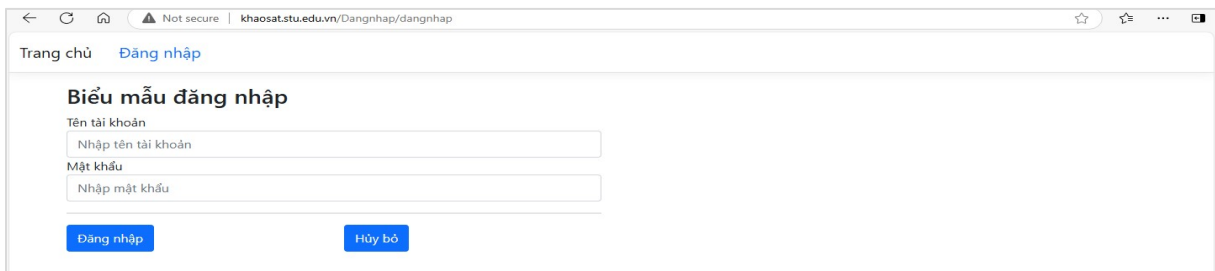 Not secure khaosat.stu.edu.vn/Dangnhap/dangnhap
Trang chủ Đăng nhập
Biểu mẫu đăng nhập
Tên tài khoản
Nhập tên tài khoản
Mật khẩu
Nhập mật khẩu
Đăng nhập Hủy bỏ